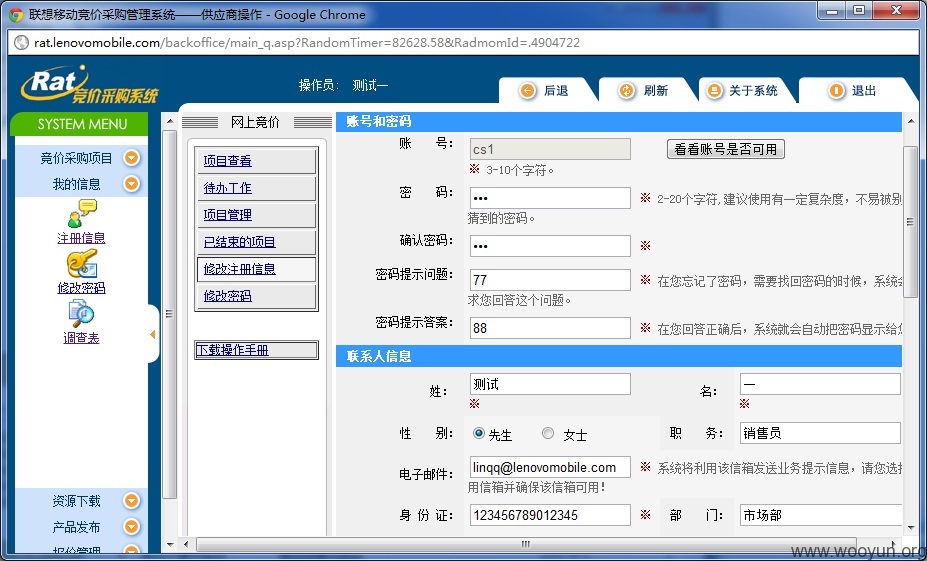 联想移动竞价采购管理系统——供应商操作 - Google Chrome
rat.lenovomobile.com/backoffice/main_q.asp?RandomTimer=82628.58&RadmomId=.4904722
Rat 竞价采购系统
操作员: 测试一
后退
刷新
关于系统
退出
SYSTEM MENU
竞价采购项目
我的信息
注册信息
修改密码
调查表
资源下载
产品发布
报价管理
网上竞价
项目查看
待办工作
项目管理
已结束的项目
修改注册信息
修改密码
下载操作手册
账号和密码
账 号: cs1 看看账号是否可用
※ 3-10个字符。
密 码: ••• ※ 2-20个字符,建议使用有一定复杂度，不易被别
猜到的密码。
确认密码: ••• ※
密码提示问题: 77 ※ 在您忘记了密码，需要找回密码的时候，系统会
求您回答这个问题。
密码提示答案: 88 ※ 在您回答正确后，系统就会自动把密码显示给您
联系人信息
姓: 测试 名: 一
※ ※
性 别: 先生 女士 职 务: 销售员
电子邮件: linqq@lenovomobile.com ※ 系统将利用该信箱发送业务提示信息，请您选择
用信箱并确保该信箱可用！
身 份 证: 123456789012345 ※ 部 门: 市场部
www.wooyun.org